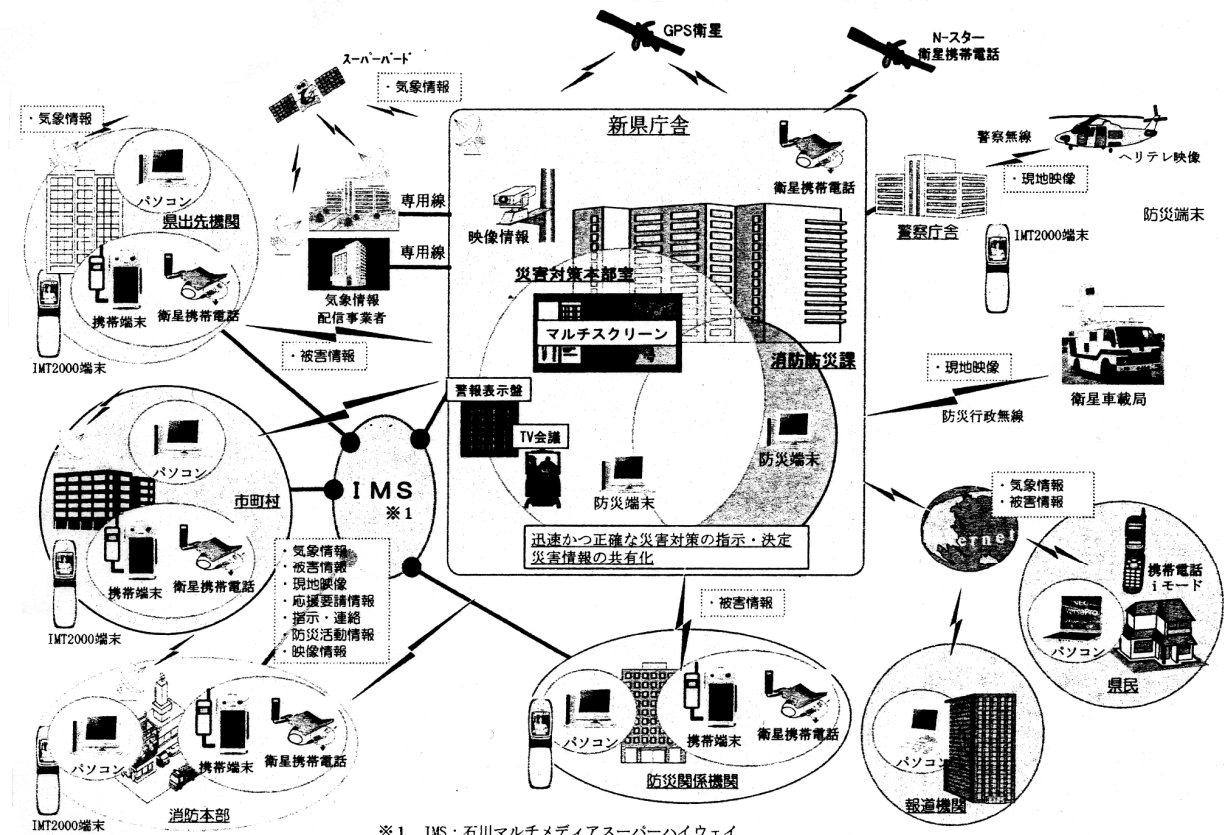 GPS衛星
N-スター
衛星携帯電話
スーパーバード
・気象情報
・気象情報
新県庁舎
警察無線
ヘリテレ映像
・現地映像
衛星携帯電話
パソコン
県出先機関
専用線
映像情報
警察庁舎
防災端末
IMT2000端末
専用線
災害対策本部室
気象情報
配信事業者
マルチスクリーン
携帯端末
衛星携帯電話
IMT2000端末
・被害情報
消防防災課
・現地映像
衛星車載局
防災行政無線
警報表示盤
TV会議
パソコン
防災端末
防災端末
市町村
IMS
※1
・気象情報
・被害情報
迅速かつ正確な災害対策の指示・決定
災害情報の共有化
ernet
携帯端末
衛星携帯電話
IMT2000端末
・気象情報
・被害情報
・現地映像
・応援要請情報
・指示・連絡
・防災活動情報
・映像情報
・被害情報
携帯電話
iモード
パソコン
県民
パソコン
携帯端末
衛星携帯電話
消防本部
IMT2000端末
パソコン
携帯端末
衛星携帯電話
防災関係機関
パソコン
報道機関
※1 IMS：石川マルチメディアスーパーハイウェイ